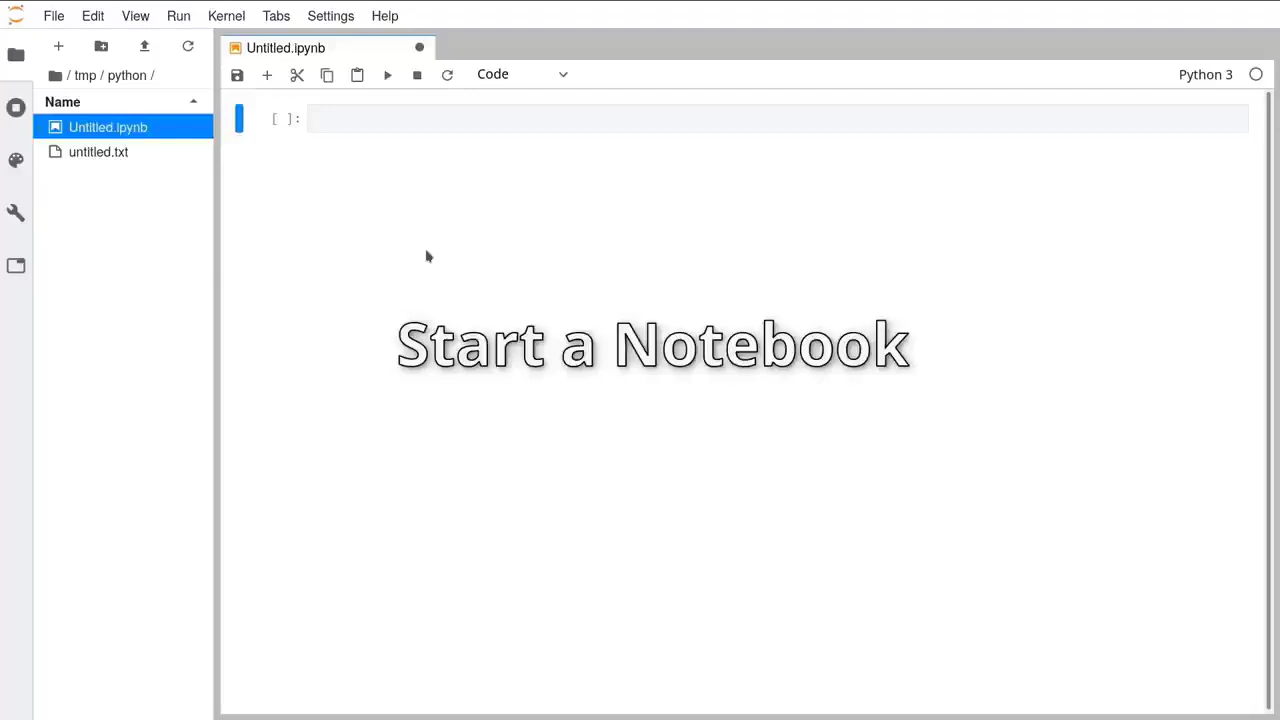 File Edit View Run Kernel Tabs Settings Help
Untitled.ipynb
/ tmp / python /
Code
Python 3
Name
Untitled.ipynb
untitled.txt
[ ]:
Start a Notebook